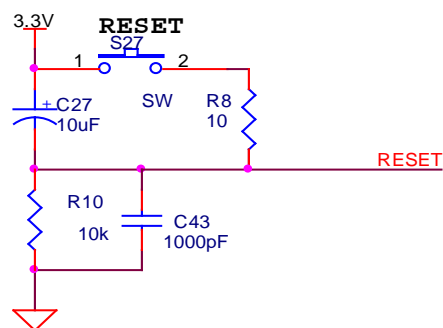 3.3V
RESET
S27
1 2
SW
C27
10uF
+
R8
10
RESET
R10
10k
C43
1000pF